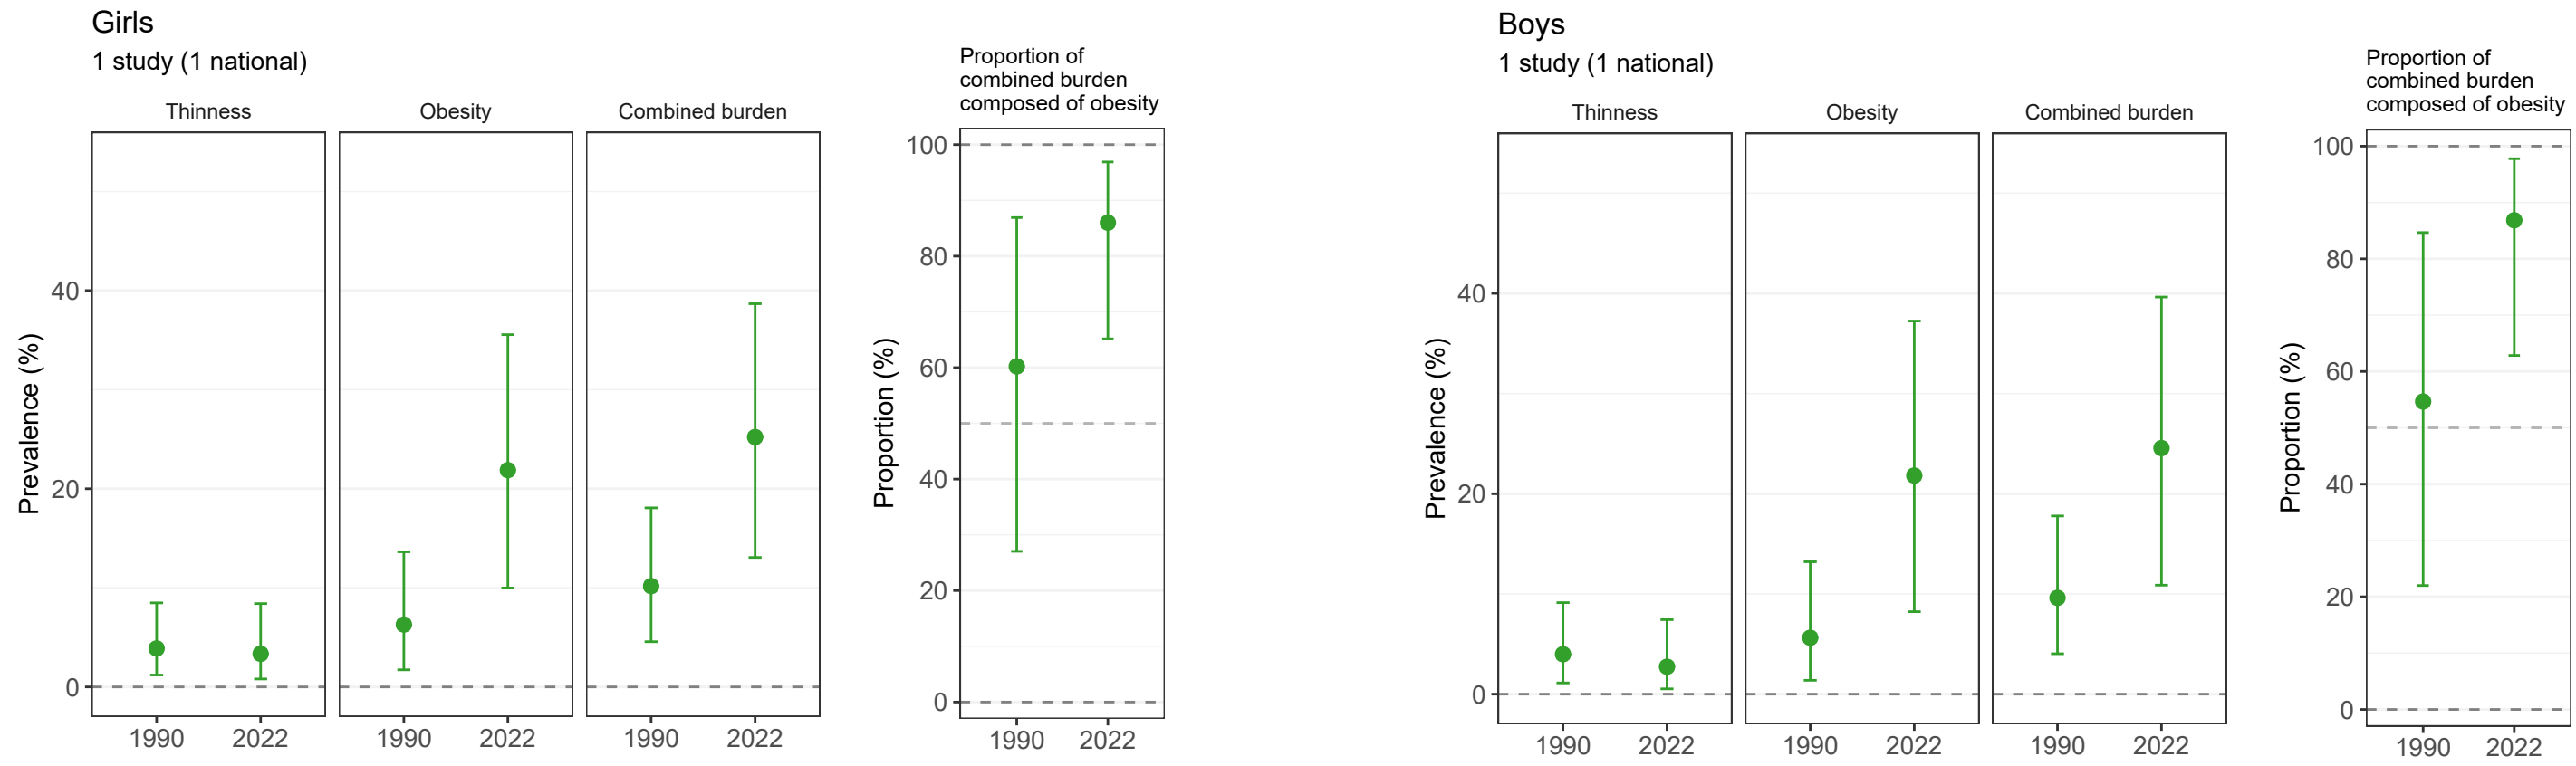 Girls
1 study (1 national)
Thinness
Obesity
Combined burden
Prevalence (%)
40
20
0
1990 2022
1990 2022
1990 2022
Proportion of
combined burden
composed of obesity
Proportion (%)
100
80
60
40
20
0
1990 2022
Boys
1 study (1 national)
Thinness
Obesity
Combined burden
Prevalence (%)
40
20
0
1990 2022
1990 2022
1990 2022
Proportion of
combined burden
composed of obesity
Proportion (%)
100
80
60
40
20
0
1990 2022